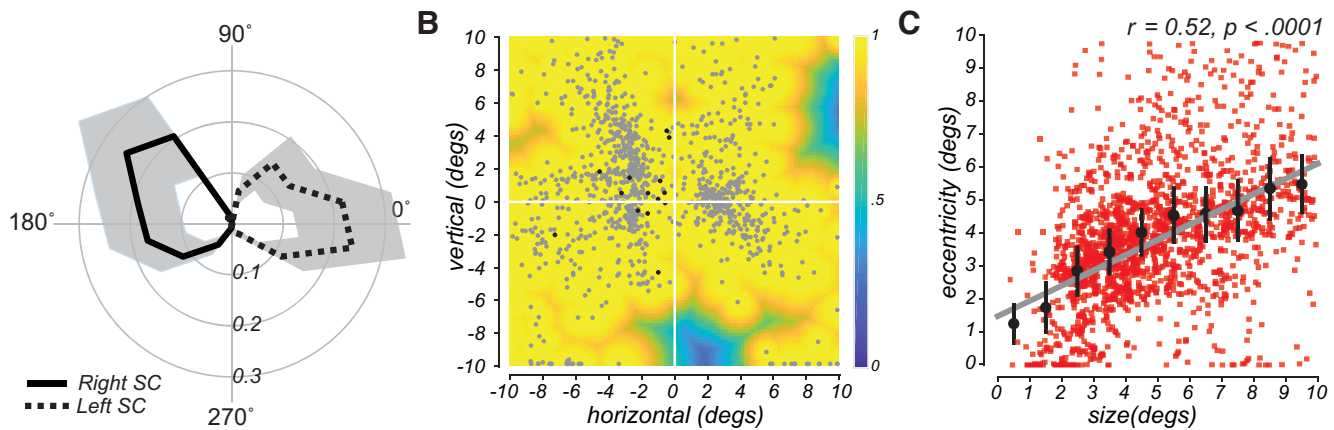 90°
180°
0°
0.1
0.2
0.3
270°
Right SC
Left SC
B
vertical (degs)
10
8
6
4
2
0
-2
-4
-6
-8
-10
-10 -8 -6 -4 -2 0 2 4 6 8 10
horizontal (degs)
1
.5
0
C
r = 0.52, p < .0001
eccentricity (degs)
10
9
8
7
6
5
4
3
2
1
0
0 1 2 3 4 5 6 7 8 9 10
size(degs)